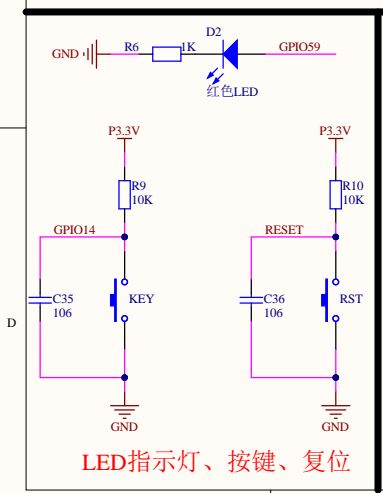 D2
GND R6 1K GPIO59
红色LED
P3.3V P3.3V
R9 R10
10K 10K
GPIO14 RESET
C35 KEY C36 RST
106 106
D
GND GND
LED指示灯、按键、复位